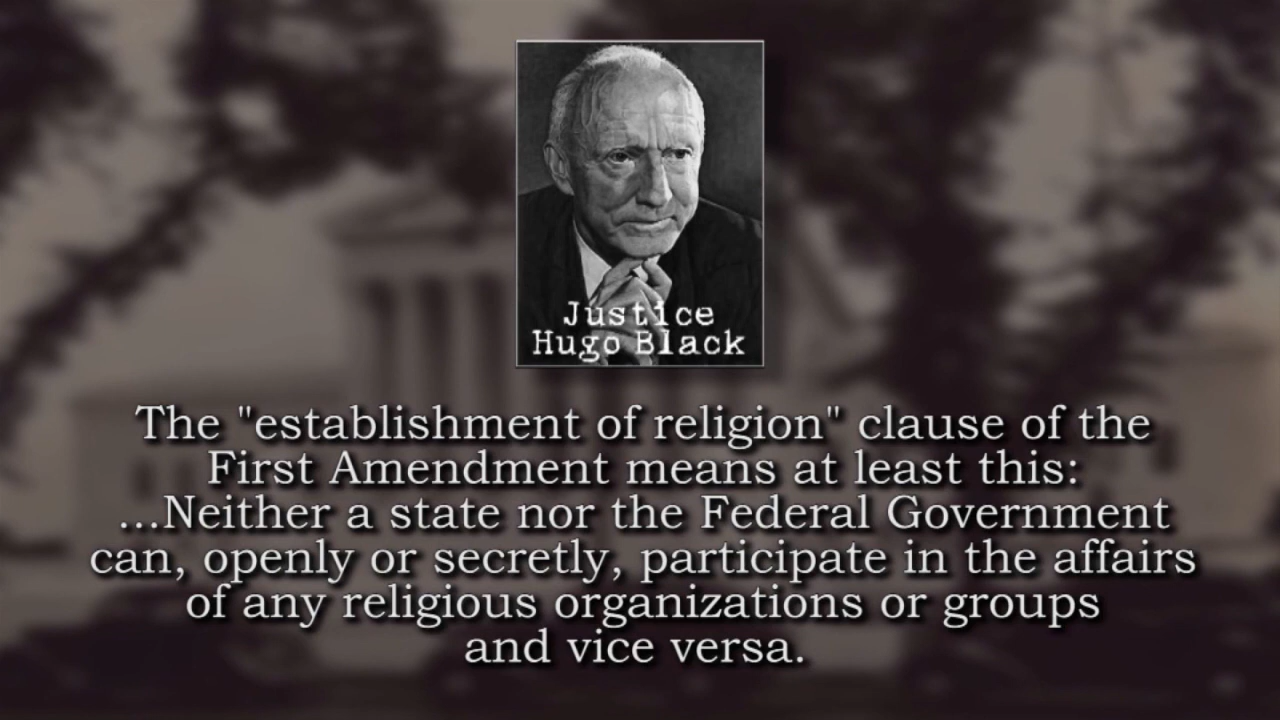 Justice
Hugo Black
The "establishment of religion" clause of the
First Amendment means at least this:
...Neither a state nor the Federal Government
can, openly or secretly, participate in the affairs
of any religious organizations or groups
and vice versa.